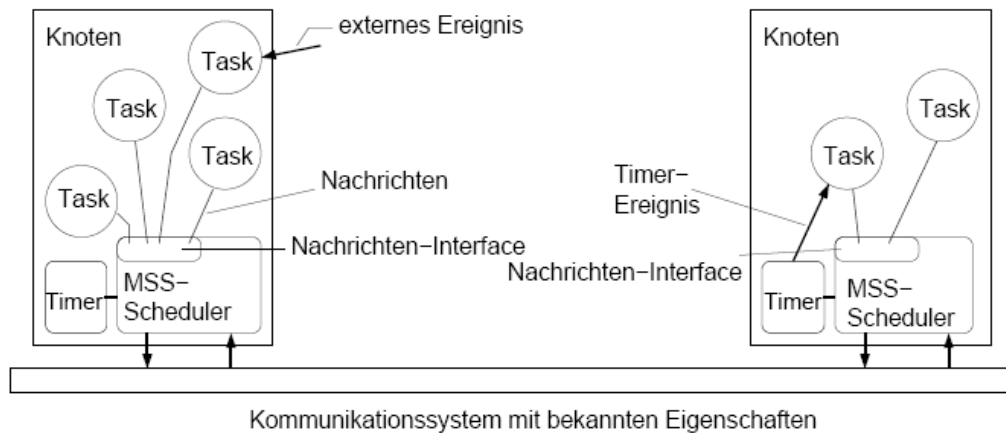 Knoten
externes Ereignis
Task
Task
Task
Task
Nachrichten
Nachrichten-Interface
MSS-
Scheduler
Timer
Knoten
Task
Task
Timer-
Ereignis
Nachrichten-Interface
MSS-
Scheduler
Timer
Kommunikationssystem mit bekannten Eigenschaften